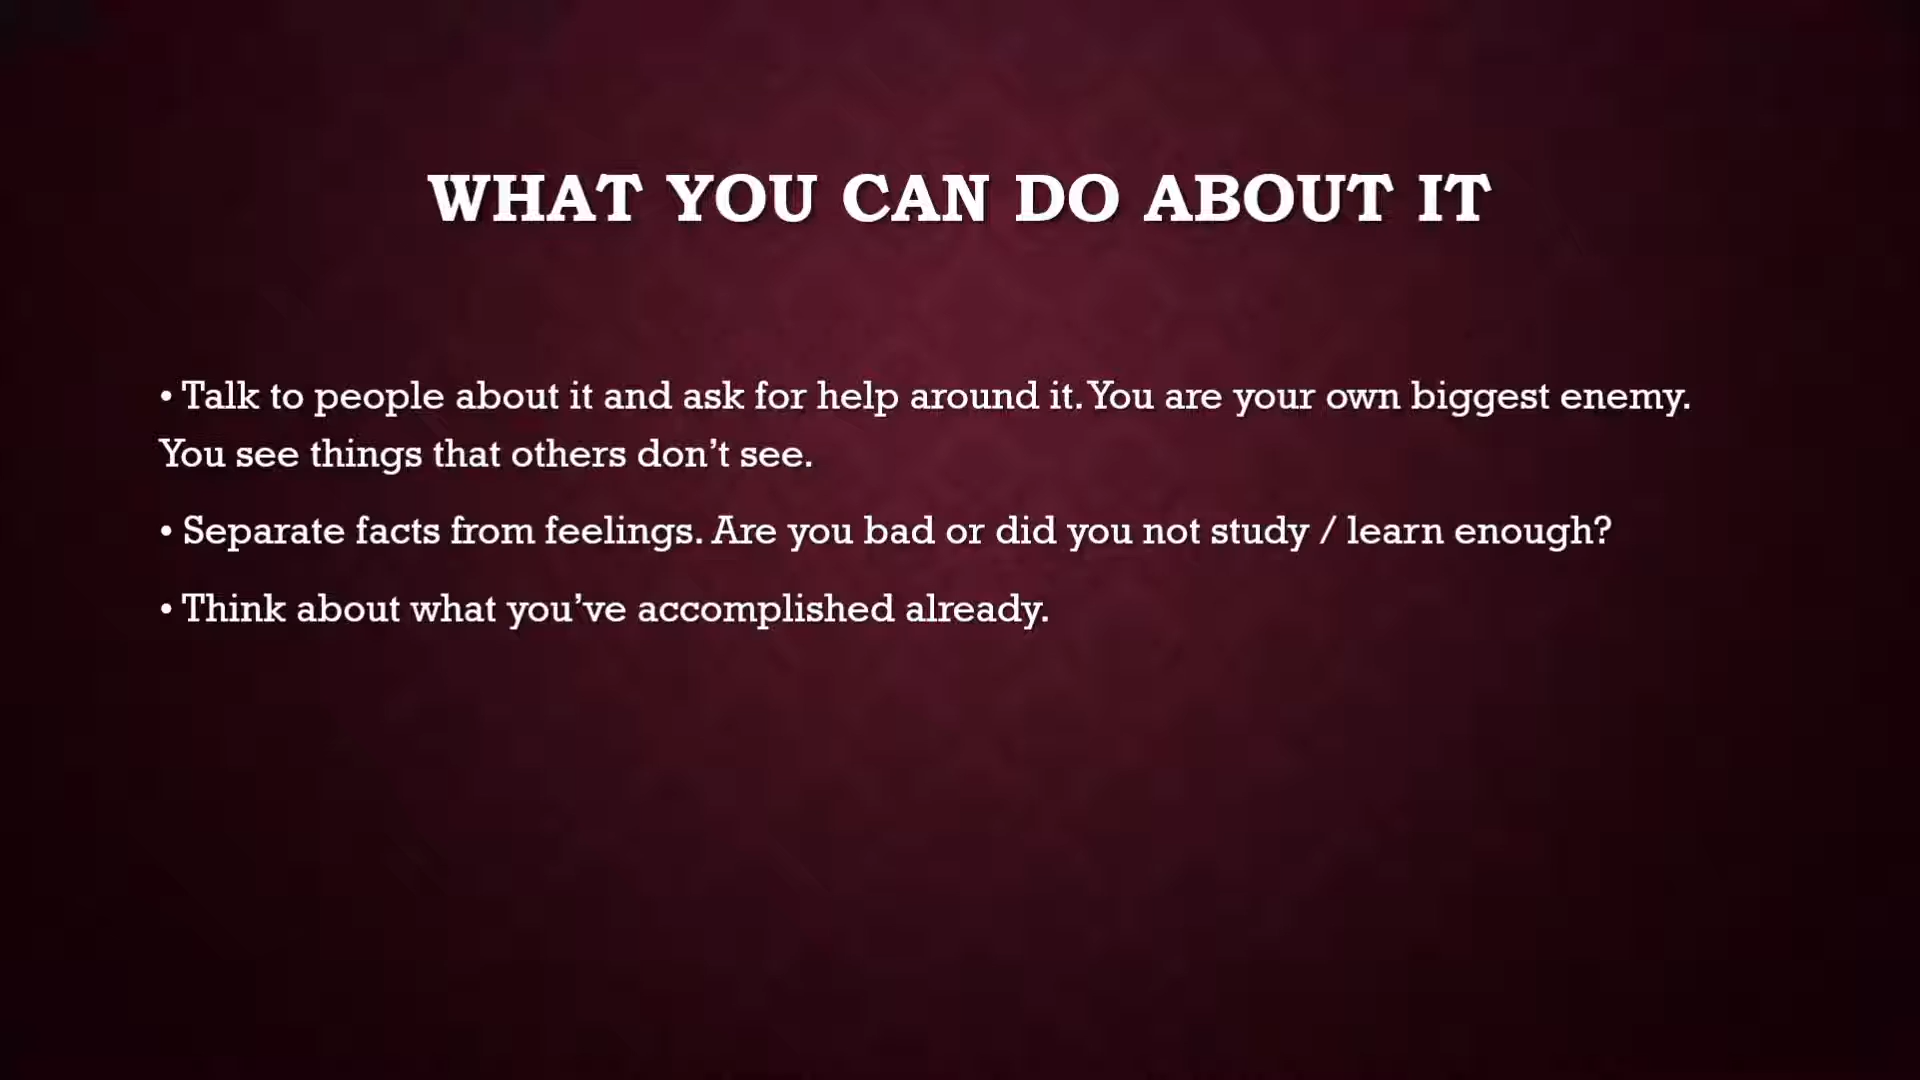 WHAT YOU CAN DO ABOUT IT
• Talk to people about it and ask for help around it. You are your own biggest enemy.
You see things that others don’t see.
• Separate facts from feelings. Are you bad or did you not study / learn enough?
• Think about what you’ve accomplished already.